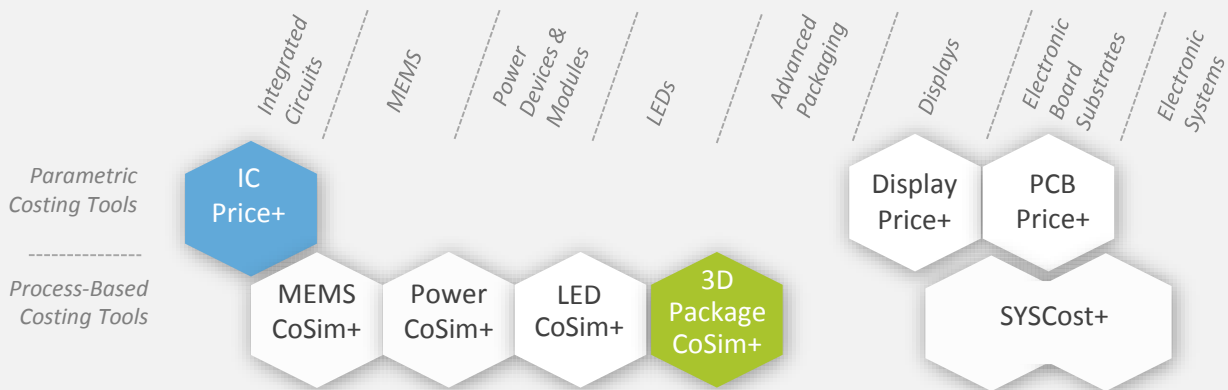 Integrated
Circuits
MEMS
Power
Devices &
Modules
LEDs
Advanced
Packaging
Displays
Electronic
Board
Substrates
Electronic
Systems
Parametric
Costing Tools
IC
Price+
Display
Price+
PCB
Price+
Process-Based
Costing Tools
MEMS
CoSim+
Power
CoSim+
LED
CoSim+
3D
Package
CoSim+
SYSCost+